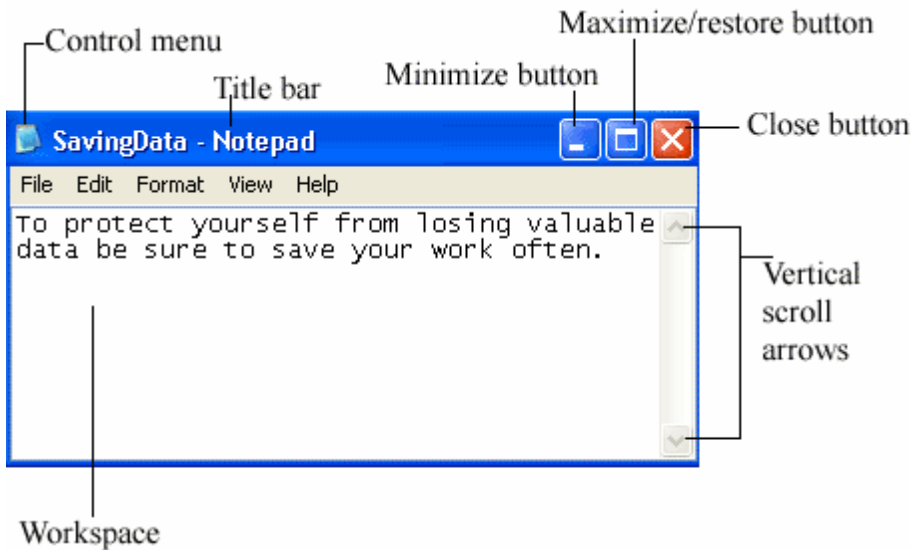 Maximize/restore button
Control menu
Minimize button
Title bar
Close button
SavingData - Notepad
File Edit Format View Help
To protect yourself from losing valuable
data be sure to save your work often.
Vertical
scroll
arrows
Workspace